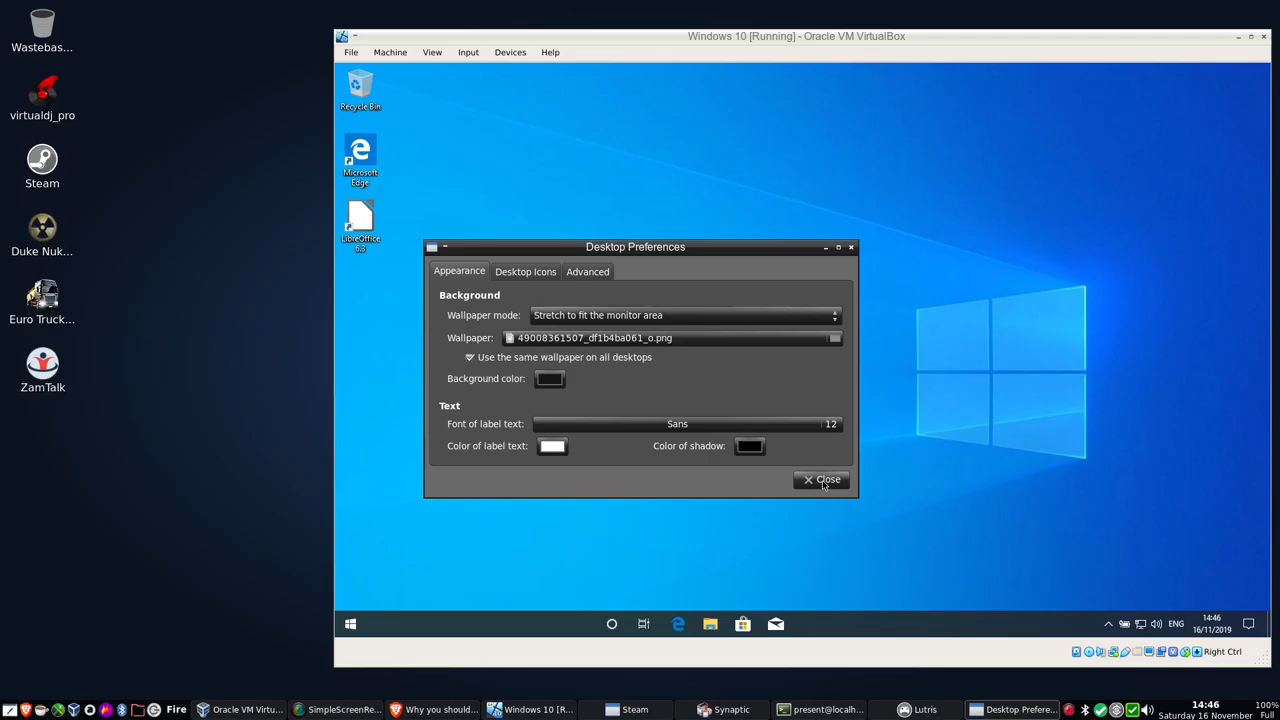 Wastebas...
virtualdj_pro
Steam
Duke Nuk...
Euro Truck...
ZamTalk
Windows 10 [Running] - Oracle VM VirtualBox
File Machine View Input Devices Help
Recycle Bin
Microsoft
Edge
LibreOffice
6.3
Desktop Preferences
Appearance Desktop Icons Advanced
Background
Wallpaper mode: Stretch to fit the monitor area
Wallpaper: 49008361507_df1b4ba061_o.png
Use the same wallpaper on all desktops
Background color:
Text
Font of label text: Sans 12
Color of label text: Color of shadow:
Close
ENG
14:46
16/11/2019
Right Ctrl
Fire
Oracle VM Virtu...
SimpleScreenRe...
Why you should...
Windows 10 [R...
Steam
Synaptic
present@localh...
Lutris
Desktop Prefere...
14:46
Saturday 16 November
100%
Full